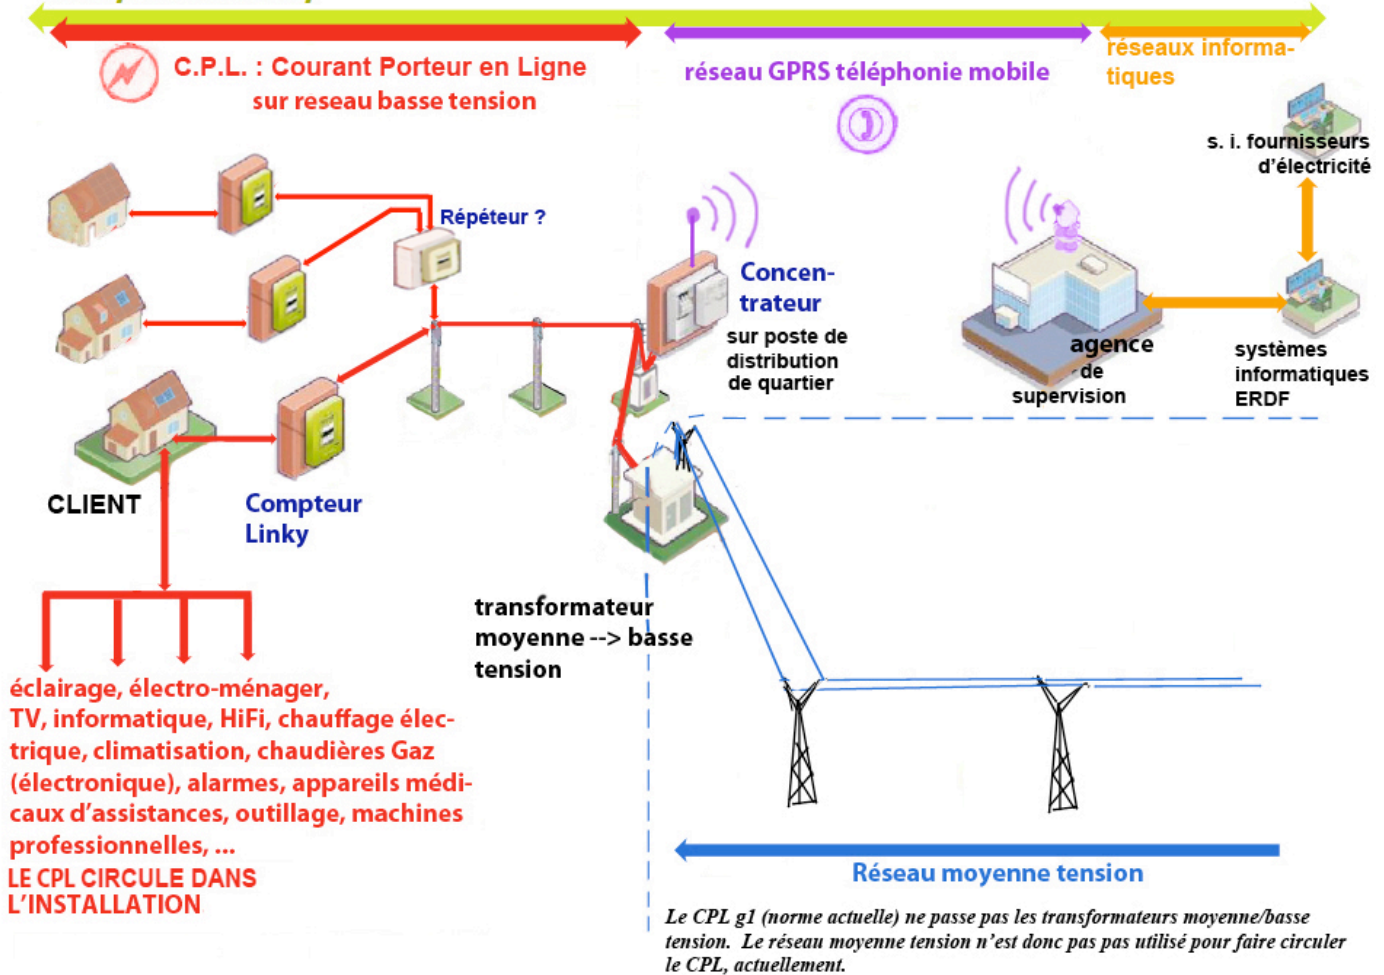 C.P.L. : Courant Porteur en Ligne
sur reseau basse tension
réseau GPRS téléphonie mobile
réseaux informa-
tiques
s. i. fournisseurs
d'électricité
Répéteur ?
Concen-
trateur
sur poste de
distribution
de quartier
agence
de
supervision
systèmes
informatiques
ERDF
CLIENT
Compteur
Linky
transformateur
moyenne --> basse
tension
éclairage, électro-ménager,
TV, informatique, HiFi, chauffage élec-
trique, climatisation, chaudières Gaz
(électronique), alarmes, appareils médi-
caux d'assistances, outillage, machines
professionnelles, ...
LE CPL CIRCULE DANS
L'INSTALLATION
Réseau moyenne tension
Le CPL g1 (norme actuelle) ne passe pas les transformateurs moyenne/basse
tension. Le réseau moyenne tension n'est donc pas pas utilisé pour faire circuler
le CPL, actuellement.